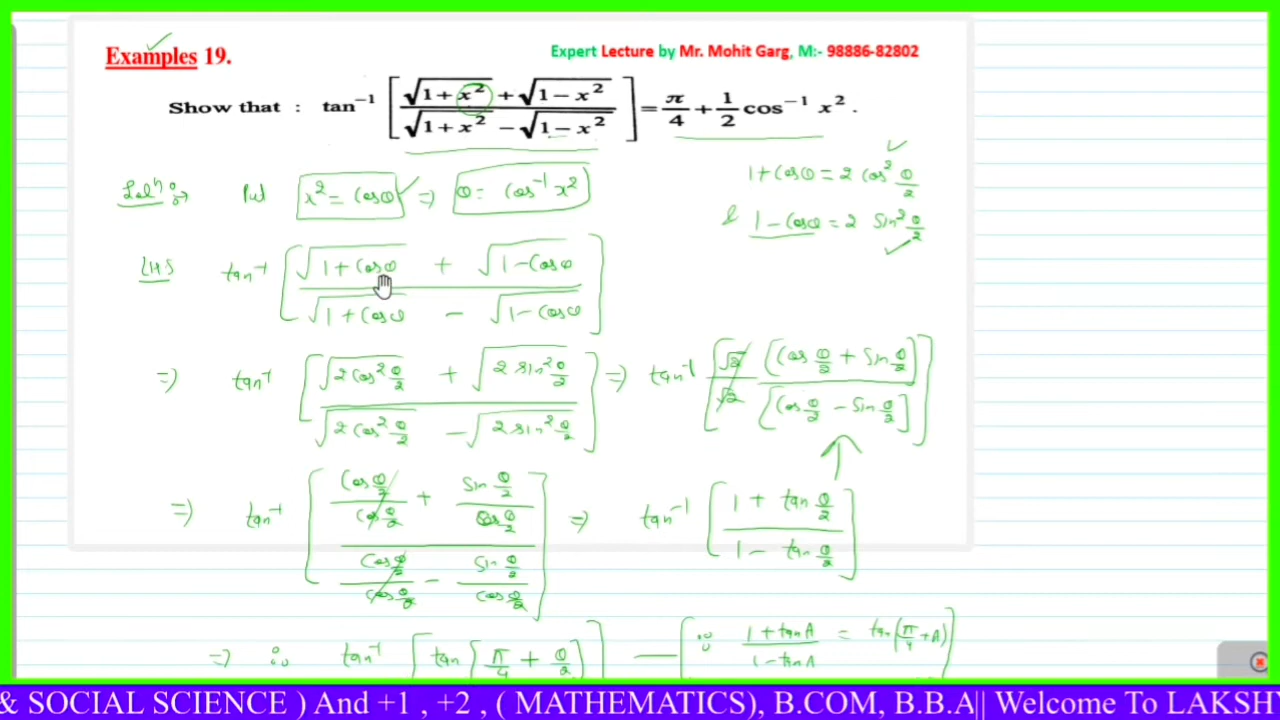 Examples 19.
Expert Lecture by Mr. Mohit Garg, M:- 98886-82802
Show that : tan⁻¹ [ (√1 + x² + √1 − x²) / (√1 + x² − √1 − x²) ] = π/4 + 1/2 cos⁻¹ x² .
Solⁿ :→ Put x² = cosθ ⇒ θ = cos⁻¹ x²
1 + cosθ = 2 cos² θ/2
& 1 − cosθ = 2 sin² θ/2
LHS tan⁻¹ [ (√1 + cosθ + √1 − cosθ) / (√1 + cosθ − √1 − cosθ) ]
⇒ tan⁻¹ [ (√2 cos² θ/2 + √2 sin² θ/2) / (√2 cos² θ/2 − √2 sin² θ/2) ] ⇒ tan⁻¹ [ √2 [cos θ/2 + sin θ/2] / √2 [cos θ/2 − sin θ/2] ]
⇒ tan⁻¹ [ (cos θ/2 / cos θ/2 + sin θ/2 / cos θ/2) / (cos θ/2 / cos θ/2 − sin θ/2 / cos θ/2) ] ⇒ tan⁻¹ [ (1 + tan θ/2) / (1 − tan θ/2) ]
⇒ ∴ tan⁻¹ [ tan [ π/4 + θ/2 ] ] — [ ∵ (1 + tanA) / (1 − tanA) = tan(π/4 + A) ]
& SOCIAL SCIENCE ) And +1 , +2 , ( MATHEMATICS), B.COM, B.B.A|| Welcome To LAKSH